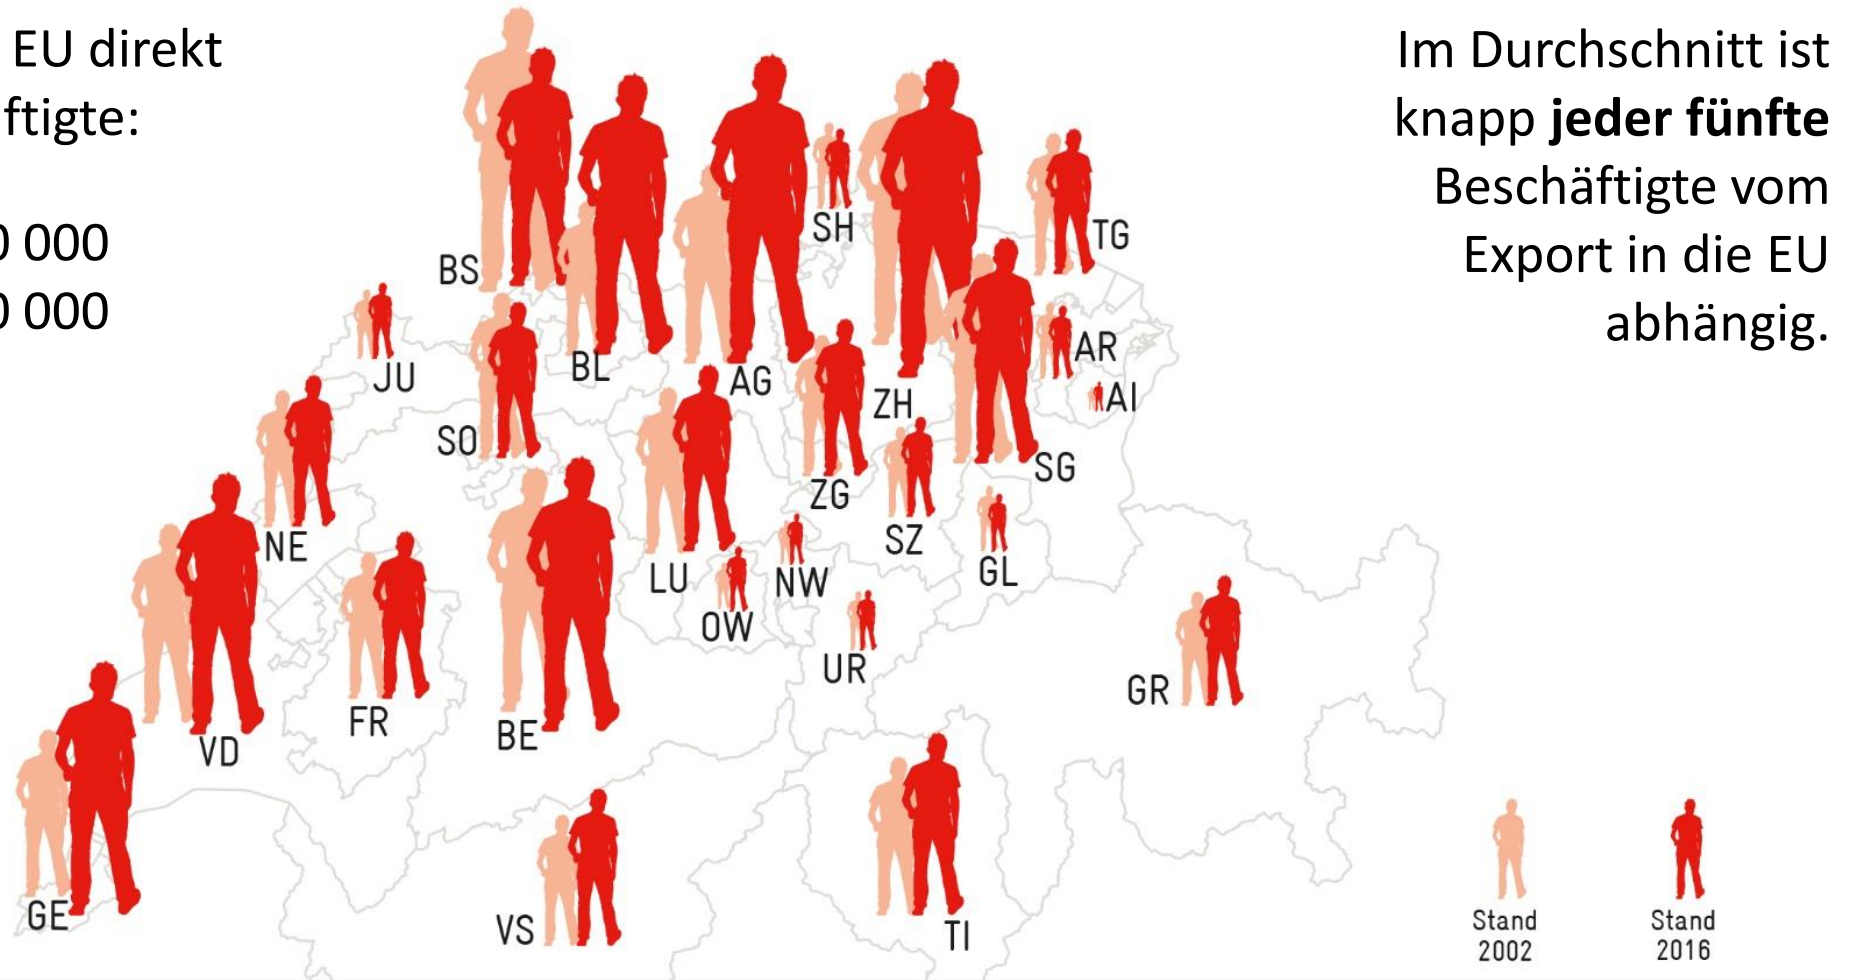 EU direkt
ftigte:
0 000
0 000
Im Durchschnitt ist
knapp jeder fünfte
Beschäftigte vom
Export in die EU
abhängig.
BS
SH
TG
JU
BL
AG
ZH
AR
AI
SO
ZG
SG
NE
LU
SZ
GL
OW
NW
UR
GR
VD
FR
BE
GE
VS
TI
Stand
2002
Stand
2016